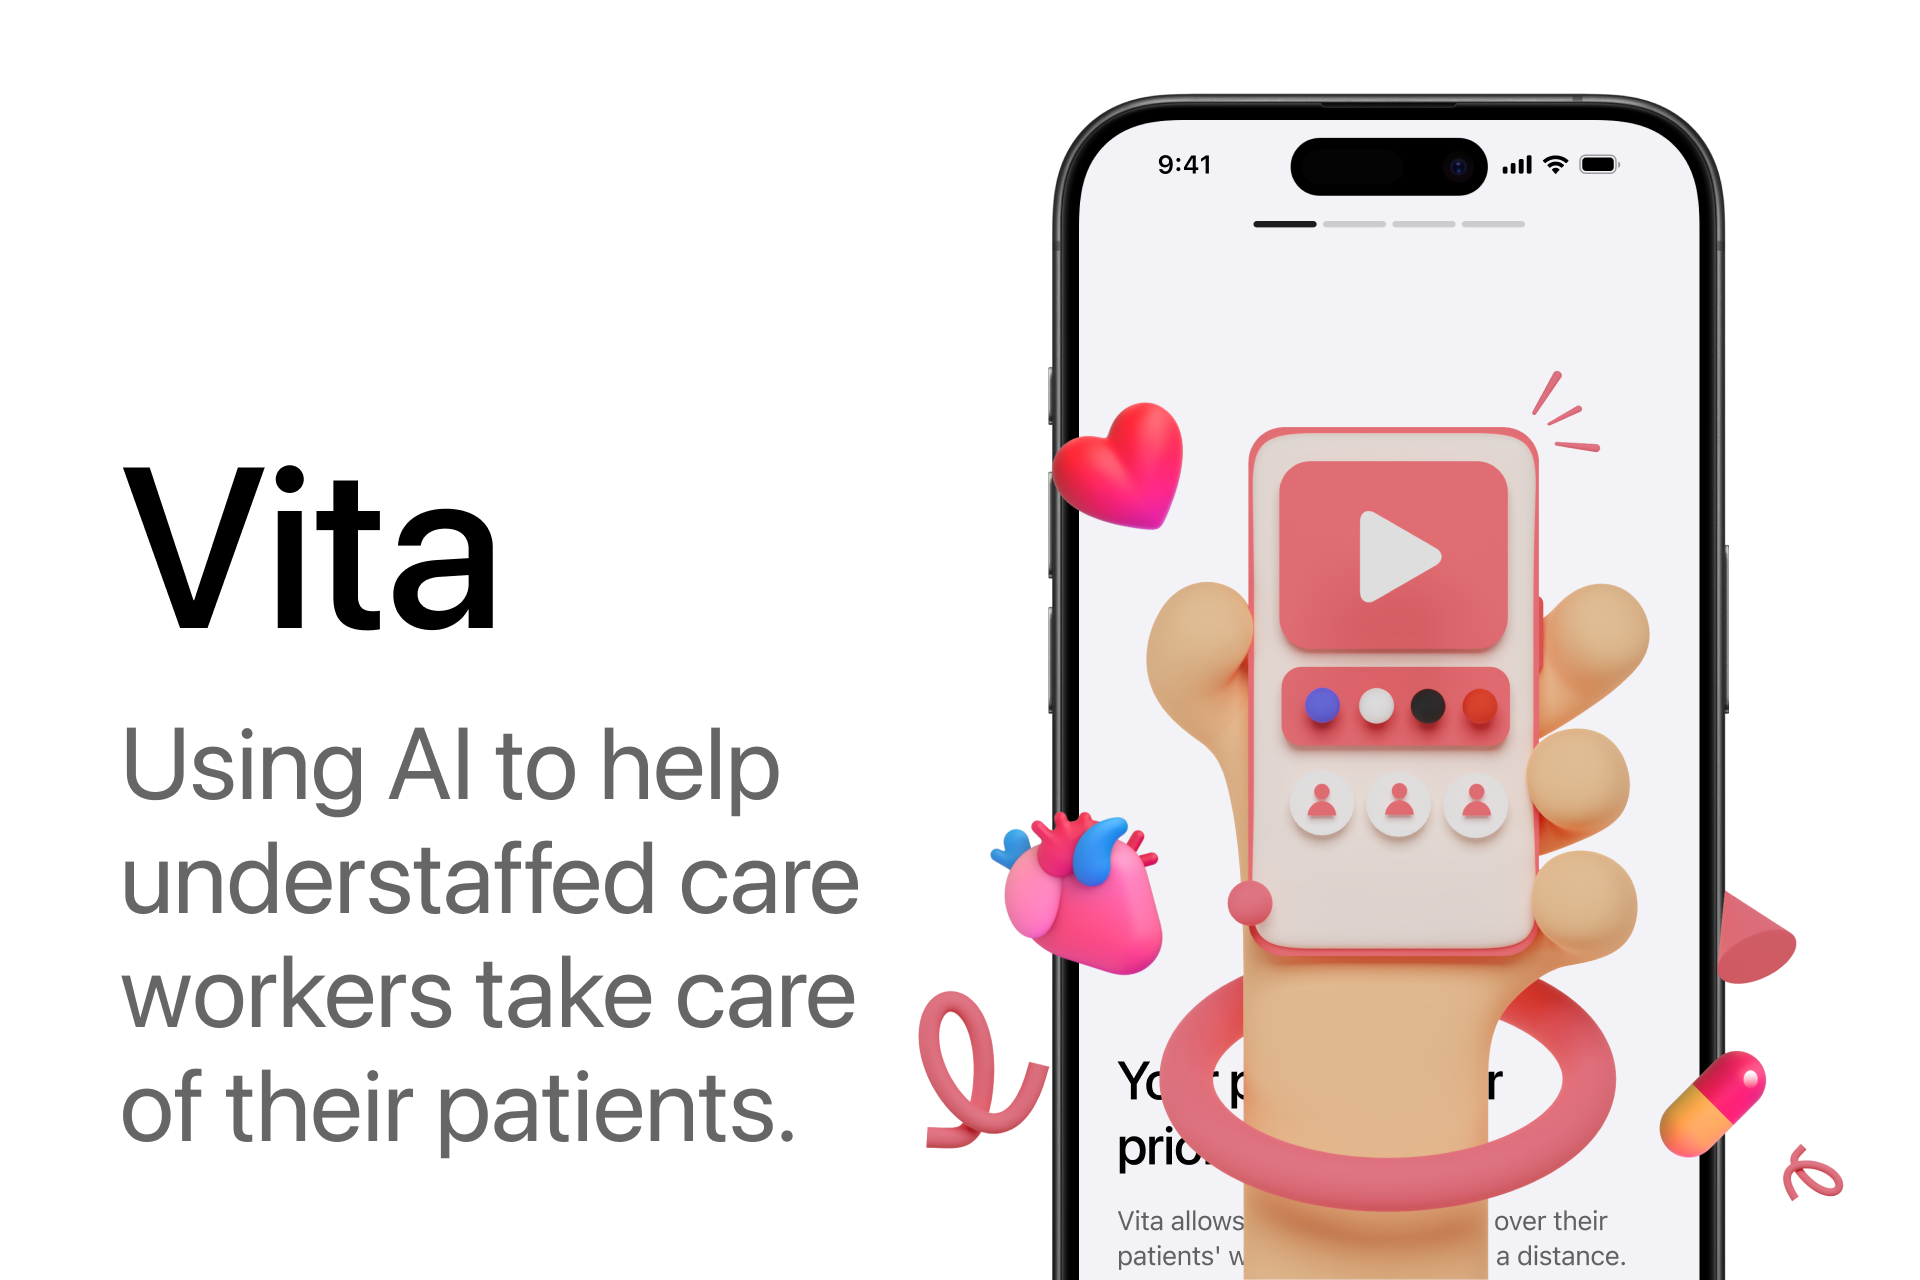 Vita
Using AI to help
understaffed care
workers take care
of their patients.
9:41
Vita allows over their
patients' a distance.